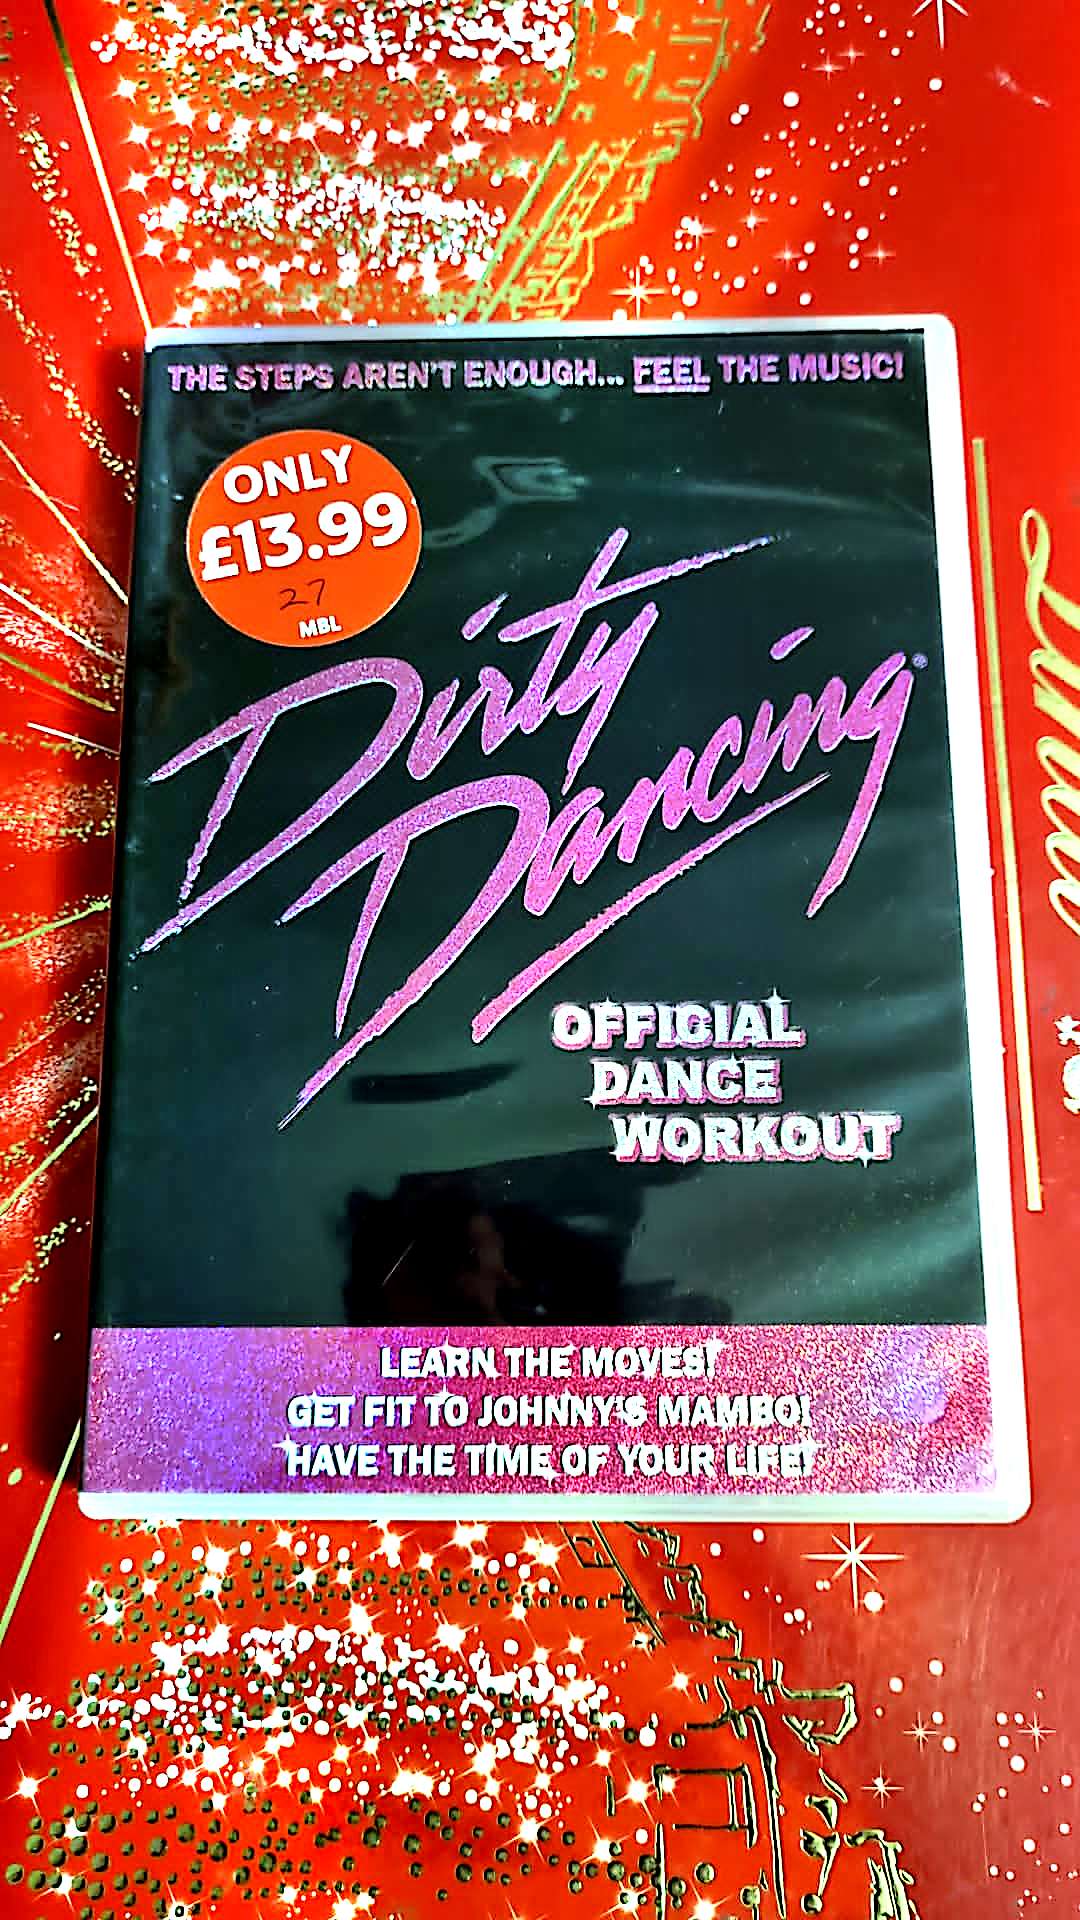 THE STEPS AREN'T ENOUGH... FEEL THE MUSIC!
ONLY
£13.99
27
MBL
Dirty
Dancing®
OFFICIAL
DANCE
WORKOUT
LEARN THE MOVES!
GET FIT TO JOHNNY'S MAMBO!
HAVE THE TIME OF YOUR LIFE!